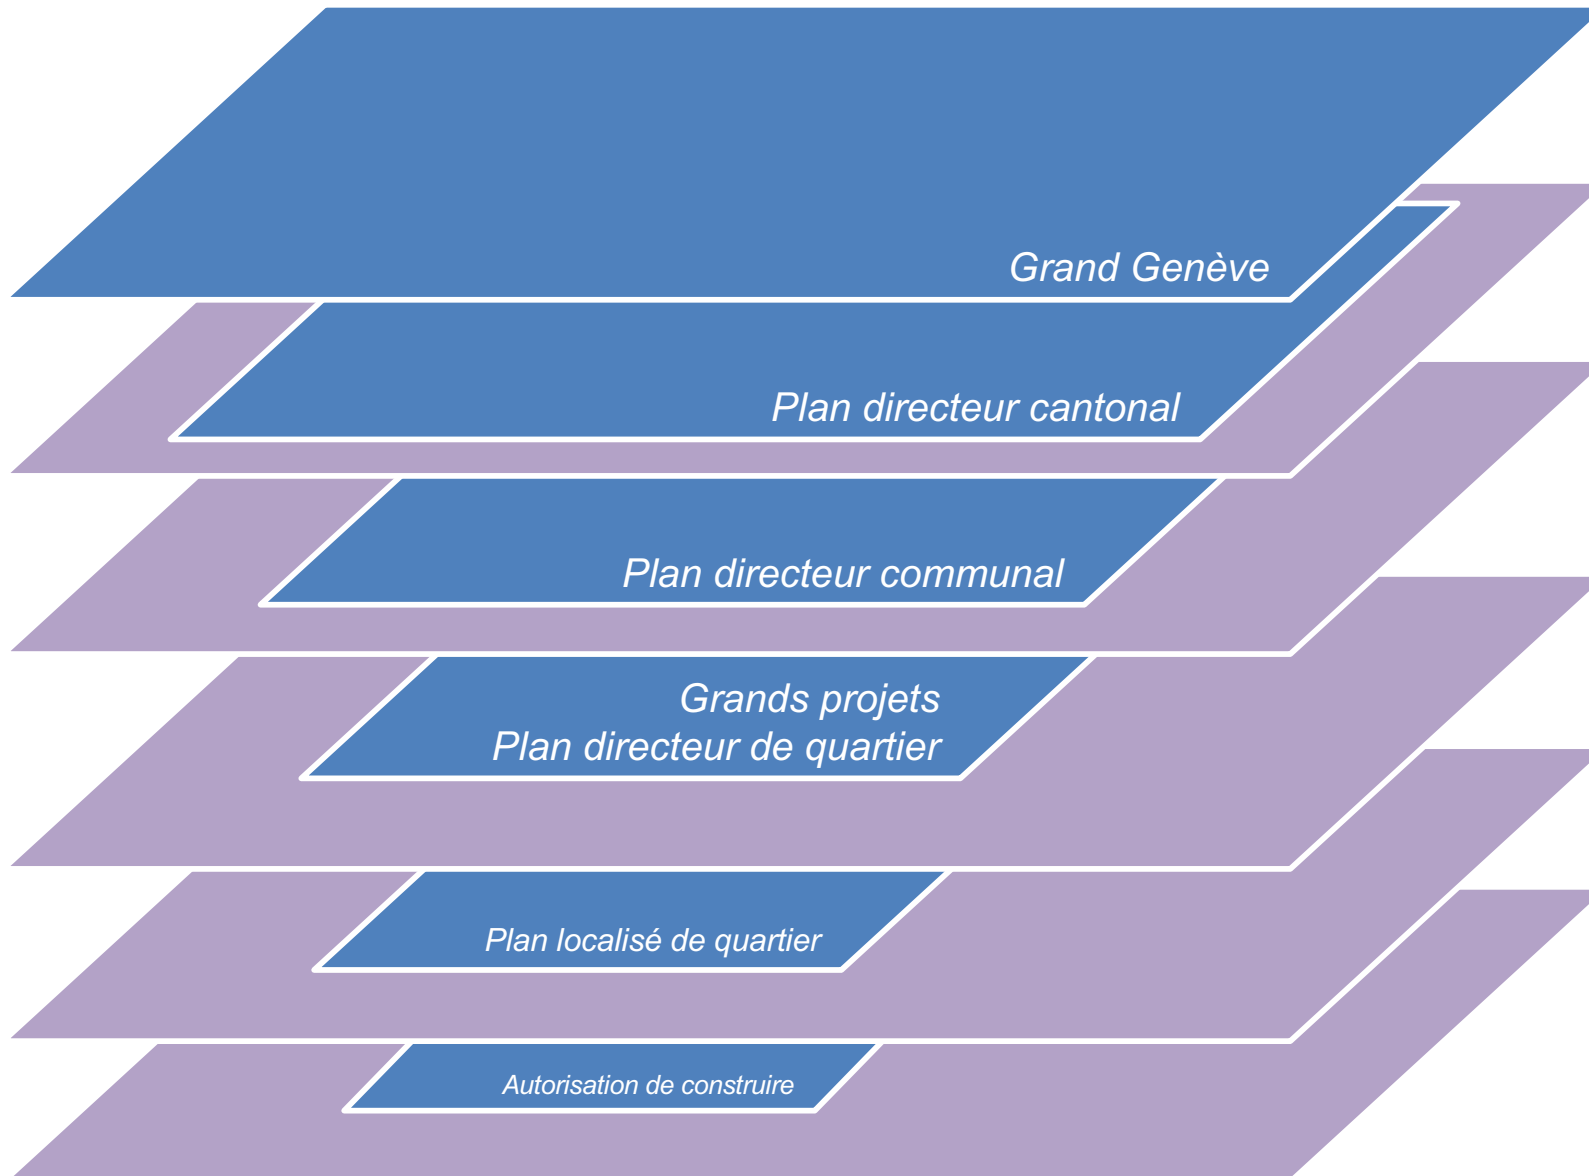 Grand Genève
Plan directeur cantonal
Plan directeur communal
Grands projets
Plan directeur de quartier
Plan localisé de quartier
Autorisation de construire